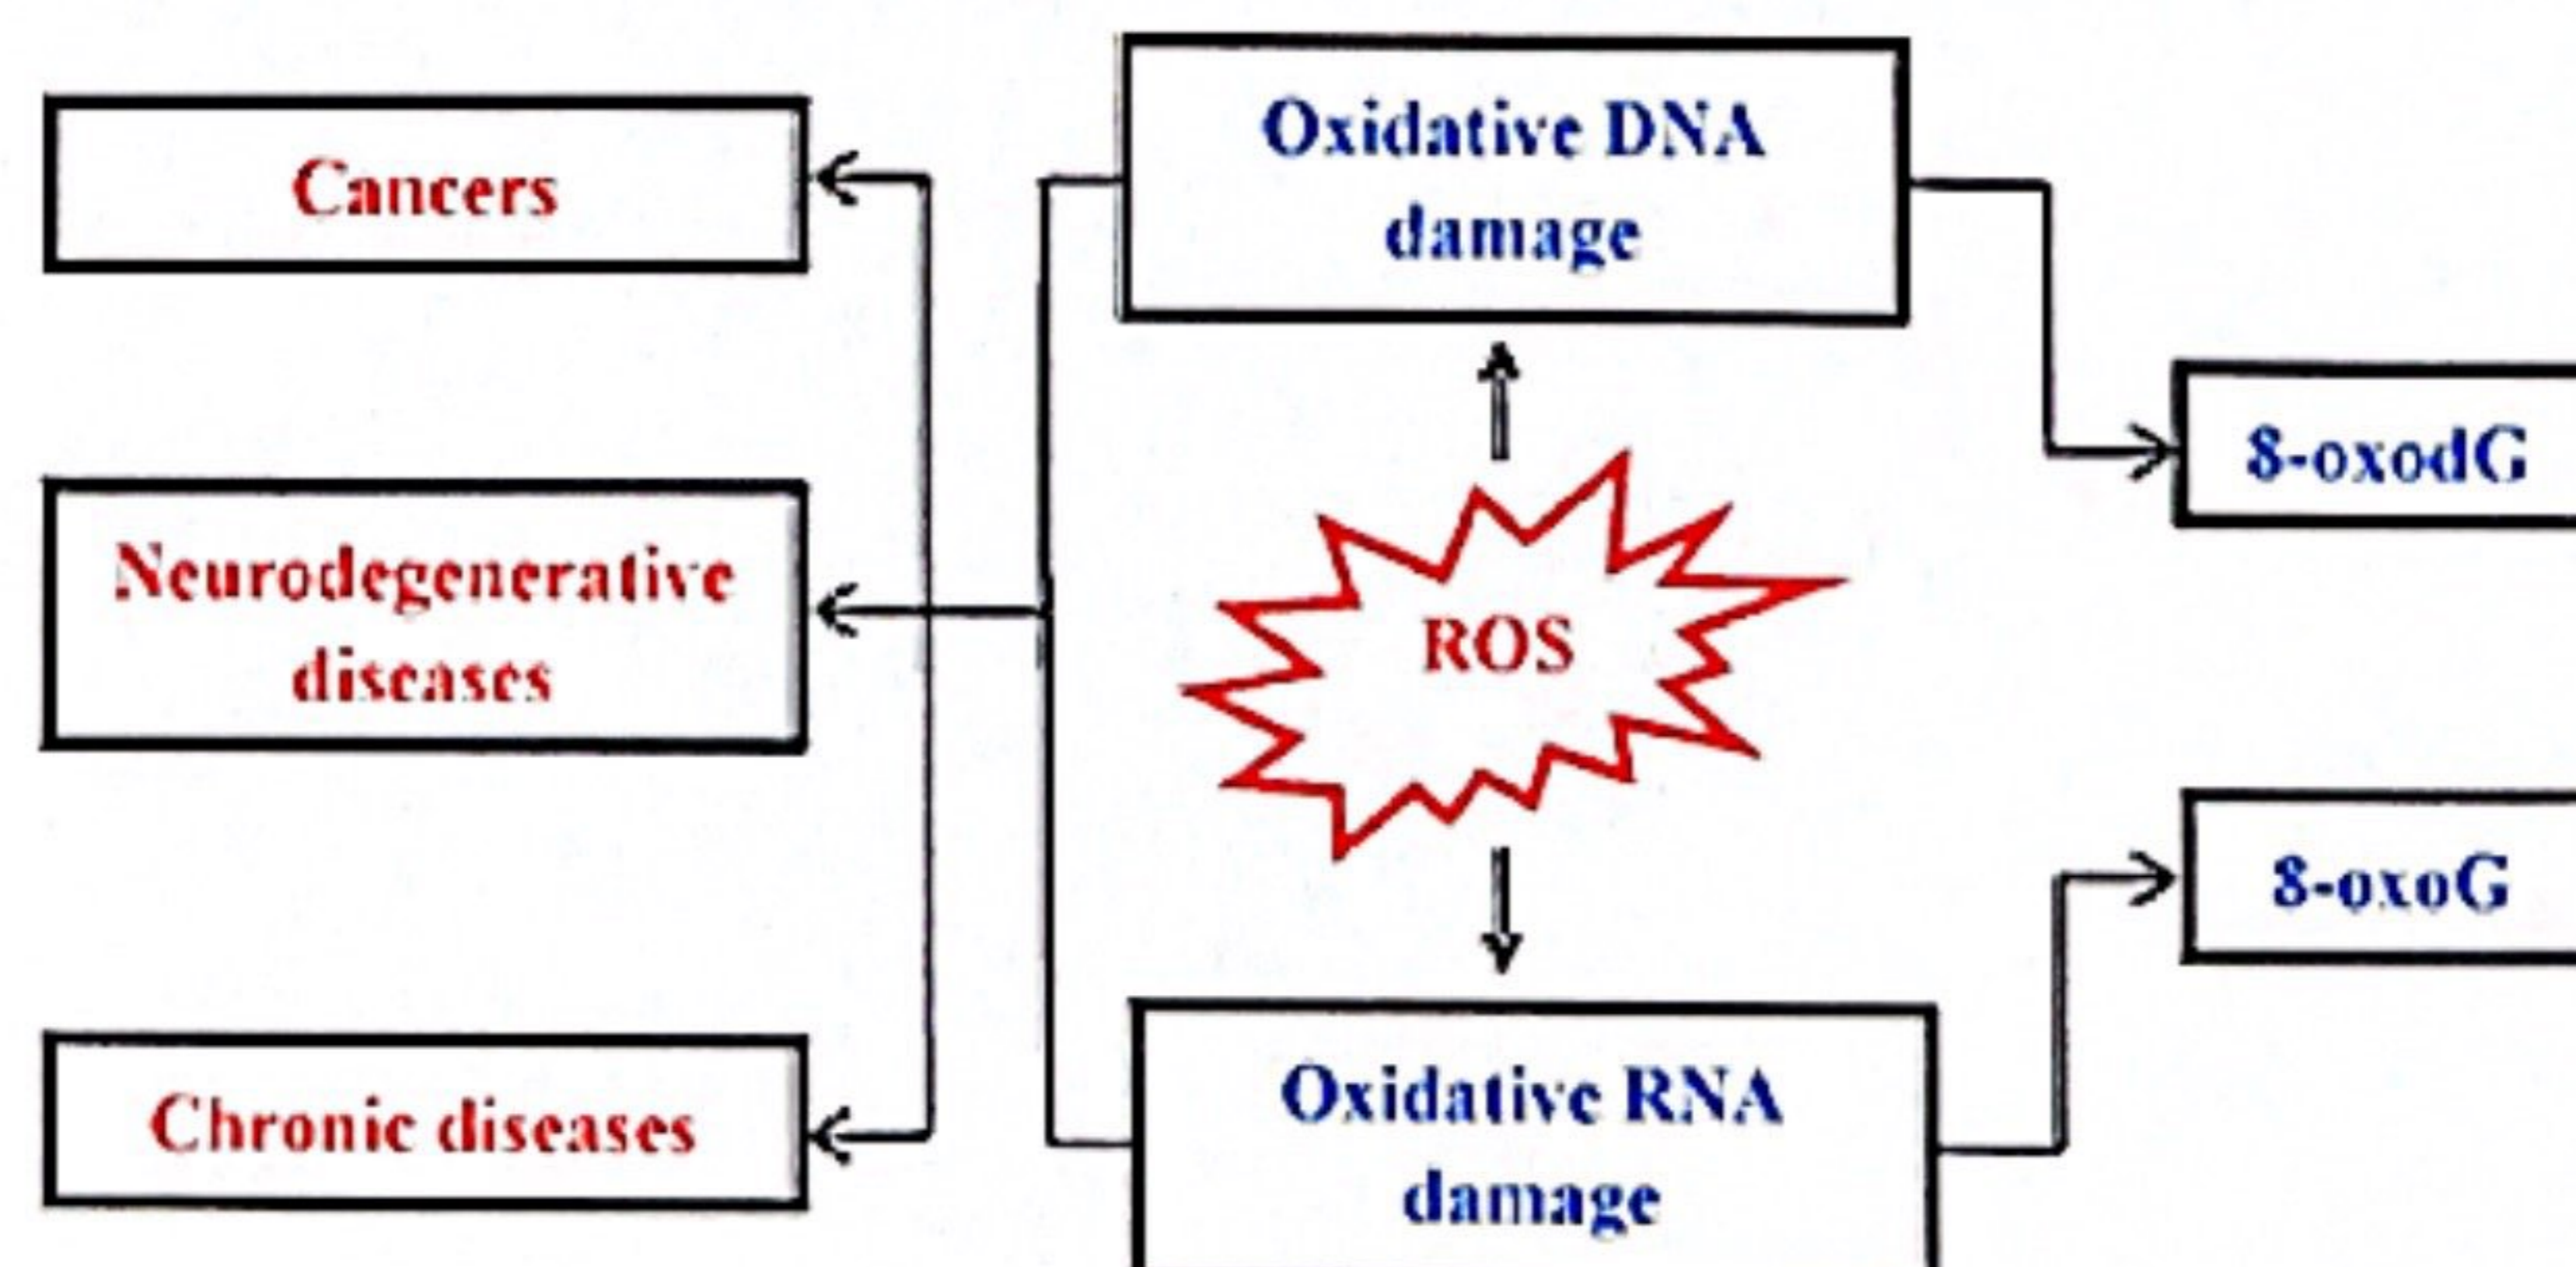 Oxidative DNA
damage
Cancers
8-oxodG
Neurodegenerative
diseases
ROS
8-oxoG
Chronic diseases
Oxidative RNA
damage